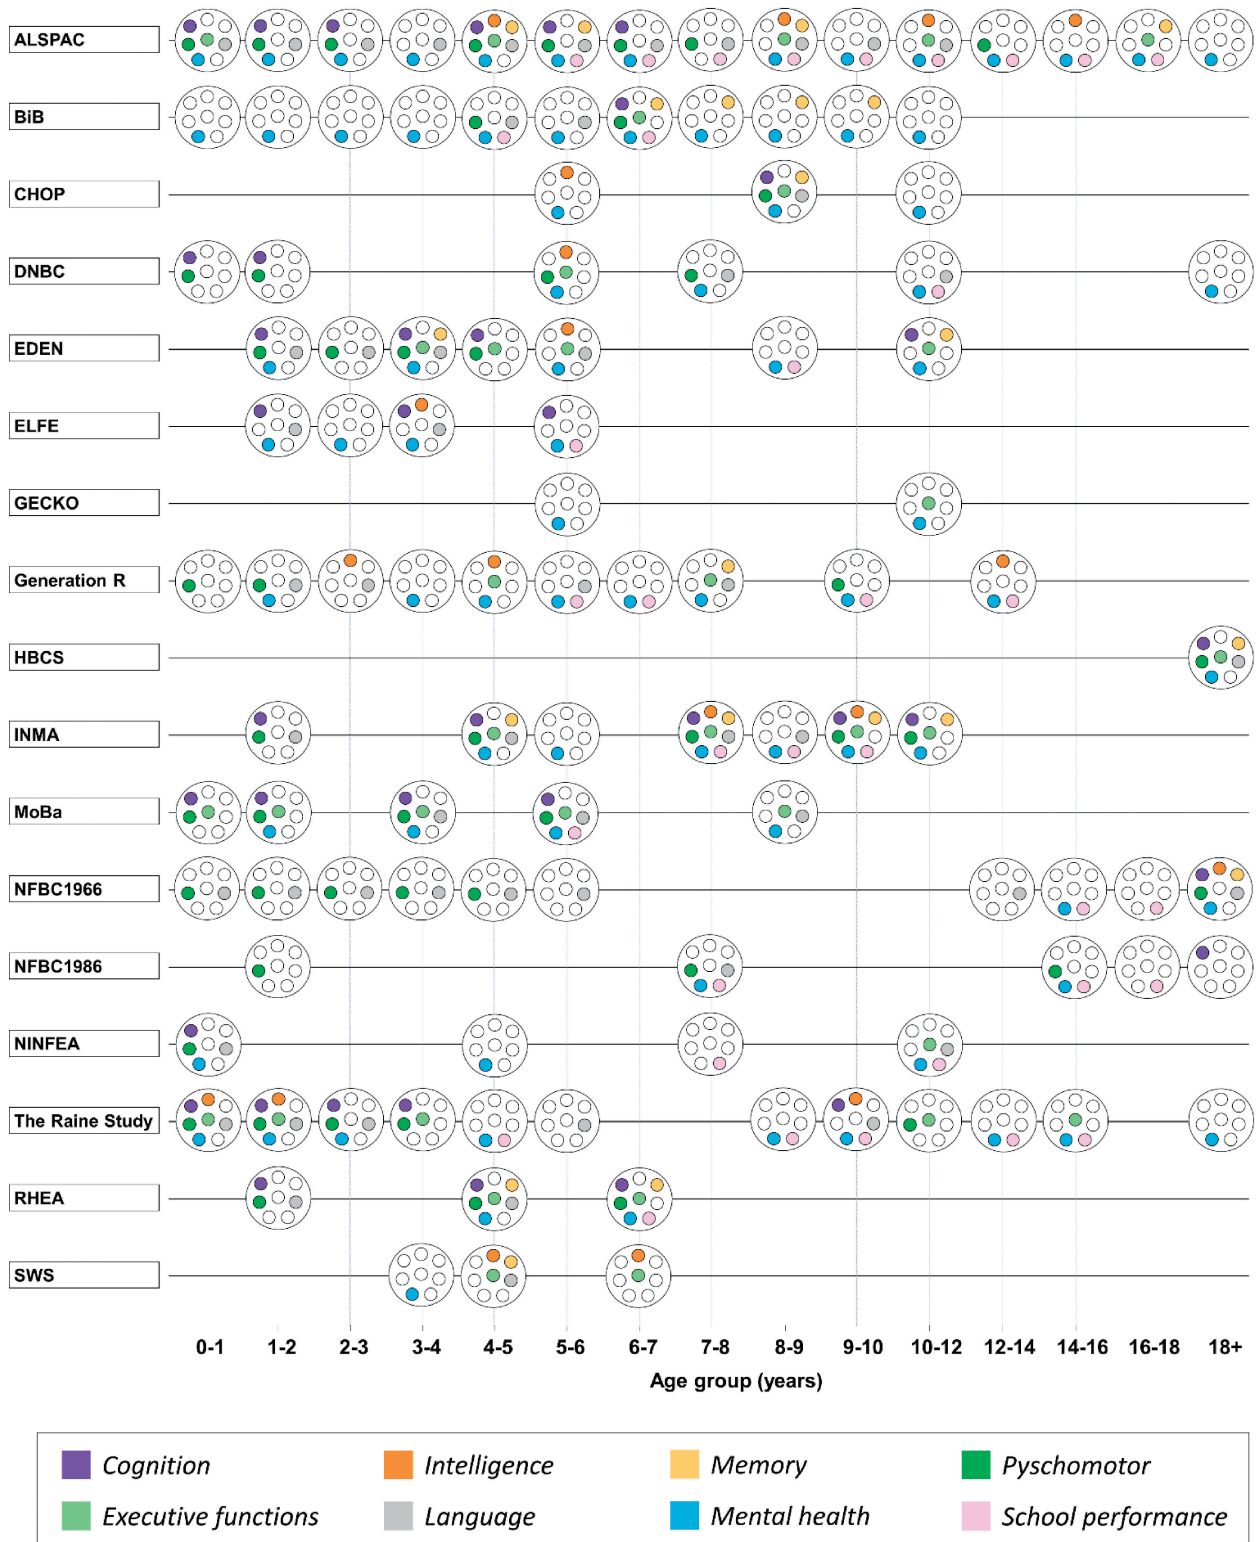 ALSPAC
BiB
CHOP
DNBC
EDEN
ELFE
GECKO
Generation R
HBCS
INMA
MoBa
NFBC1966
NFBC1986
NINFEA
The Raine Study
RHEA
SWS
0-1 1-2 2-3 3-4 4-5 5-6 6-7 7-8 8-9 9-10 10-12 12-14 14-16 16-18 18+
Age group (years)
Cognition Intelligence Memory Pyschomotor
Executive functions Language Mental health School performance